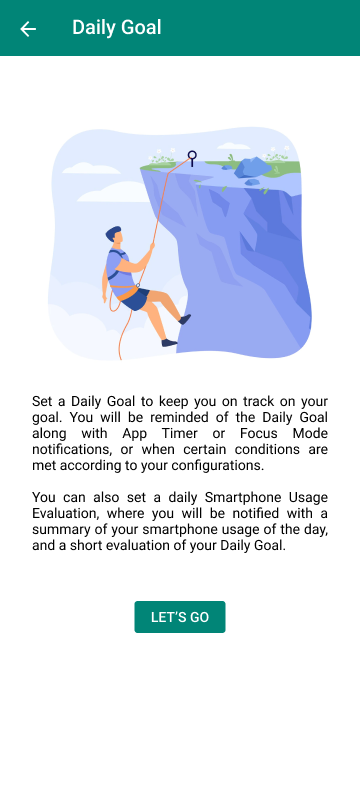 Daily Goal
Set a Daily Goal to keep you on track on your
goal. You will be reminded of the Daily Goal
along with App Timer or Focus Mode
notifications, or when certain conditions are
met according to your configurations.
You can also set a daily Smartphone Usage
Evaluation, where you will be notified with a
summary of your smartphone usage of the day,
and a short evaluation of your Daily Goal.
LET'S GO